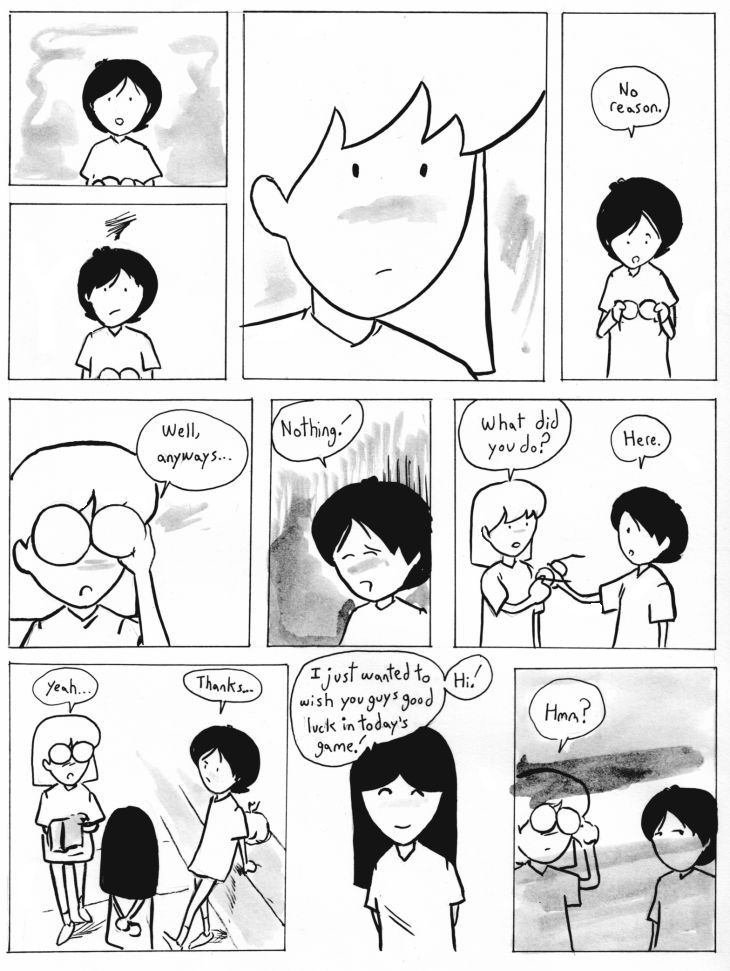 No
reason.
Here.
What did
you do?
Nothing!
Well,
anyways...
Hmn?
Hi!
I just wanted to
wish you guys good
luck in today's
game!
Thanks...
Yeah...